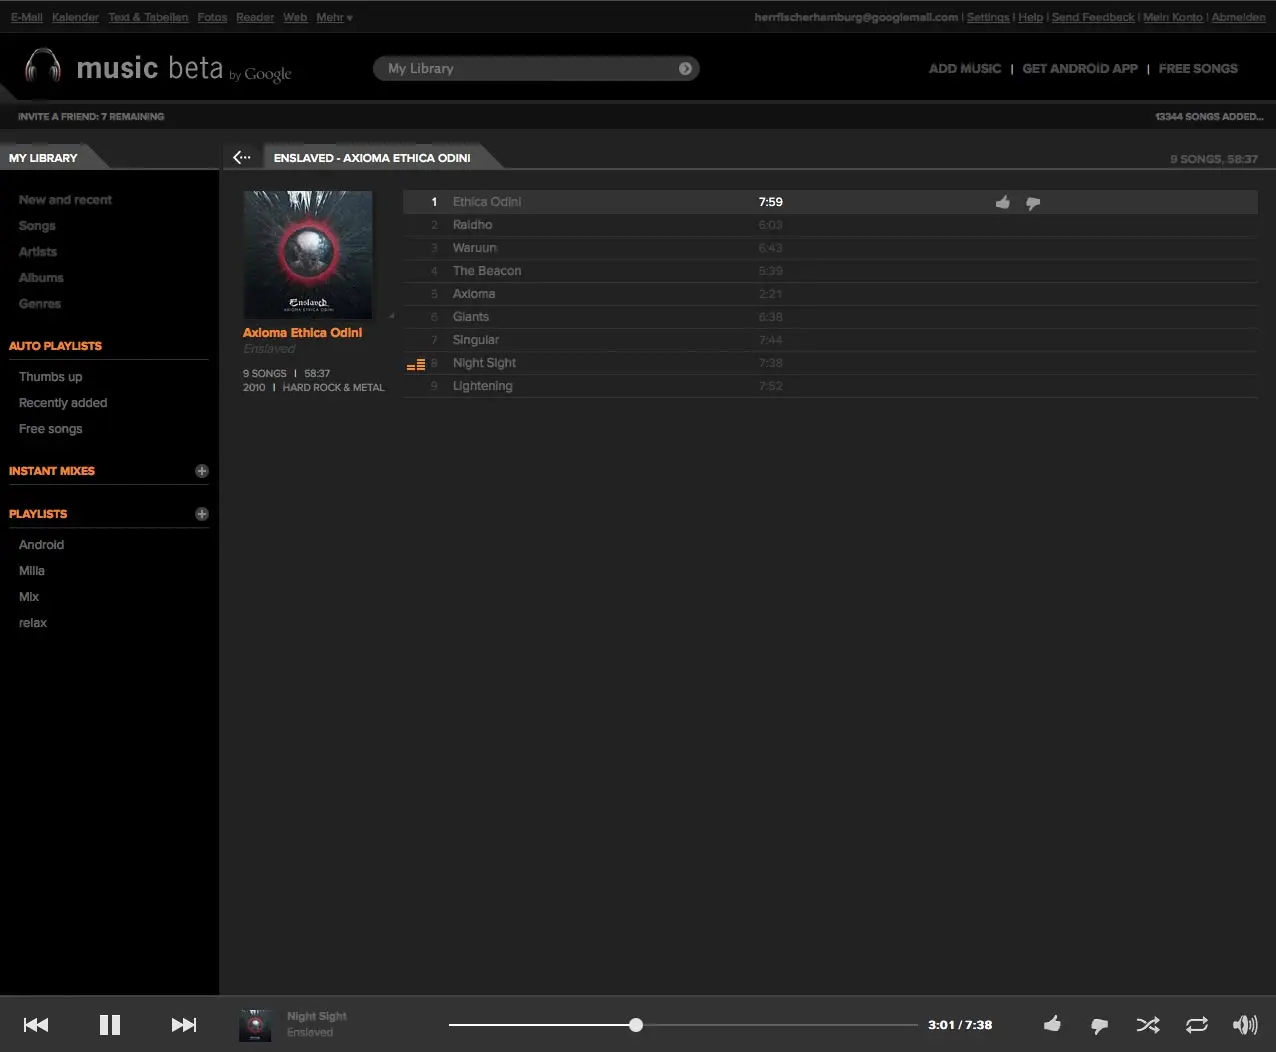 E-Mail Kalender Text & Tabellen Fotos Reader Web Mehr ▾
herrfischerhamburg@googlemail.com | Settings | Help | Send Feedback | Mein Konto | Abmelden
music beta by Google
My Library
ADD MUSIC | GET ANDROID APP | FREE SONGS
INVITE A FRIEND: 7 REMAINING
13344 SONGS ADDED...
MY LIBRARY
New and recent
Songs
Artists
Albums
Genres
AUTO PLAYLISTS
Thumbs up
Recently added
Free songs
INSTANT MIXES
PLAYLISTS
Android
Milla
Mix
relax
ENSLAVED - AXIOMA ETHICA ODINI
9 SONGS, 58:37
Enslaved
AXIOMA ETHICA ODINI
Axioma Ethica Odini
Enslaved
9 SONGS | 58:37
2010 | HARD ROCK & METAL
1 Ethica Odini 7:59
2 Raidho 6:03
3 Waruun 6:43
4 The Beacon 5:39
5 Axioma 2:21
6 Giants 6:38
7 Singular 7:44
8 Night Sight 7:38
9 Lightening 7:52
Night Sight
Enslaved
3:01 / 7:38